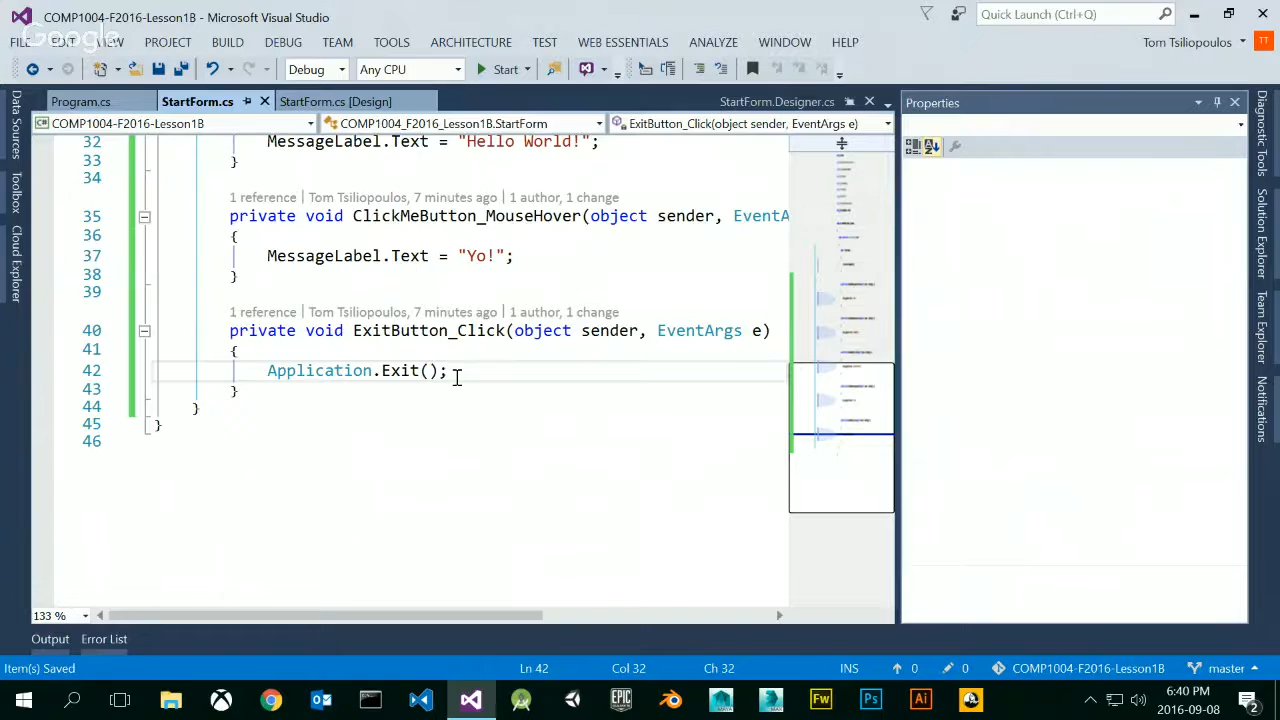 COMP1004-F2016-Lesson1B - Microsoft Visual Studio
Quick Launch (Ctrl+Q)
Google
FILE EDIT VIEW PROJECT BUILD DEBUG TEAM TOOLS ARCHITECTURE TEST WEB ESSENTIALS ANALYZE WINDOW HELP
Tom Tsiliopoulos TT
Debug Any CPU Start
Program.cs StartForm.cs StartForm.cs [Design] StartForm.Designer.cs
COMP1004-F2016-Lesson1B COMP1004_F2016_Lesson1B.StartForm ExitButton_Click(object sender, EventArgs e)
32 MessageLabel.Text = "Hello World!";
33 }
34
1 reference | Tom Tsiliopoulos, 7 minutes ago | 1 author, 1 change
35 private void ClickMeButton_MouseHover(object sender, EventA
36
37 MessageLabel.Text = "Yo!";
38 }
39
1 reference | Tom Tsiliopoulos, 7 minutes ago | 1 author, 1 change
40 private void ExitButton_Click(object sender, EventArgs e)
41 {
42 Application.Exit();
43 }
44 }
45 }
46
133 %
Properties
Data Sources
Toolbox
Cloud Explorer
Diagnostic Tools
Solution Explorer
Team Explorer
Notifications
Output Error List
Item(s) Saved Ln 42 Col 32 Ch 32 INS 0 0 COMP1004-F2016-Lesson1B master
Fw Ps Ai
6:40 PM
2016-09-08
2